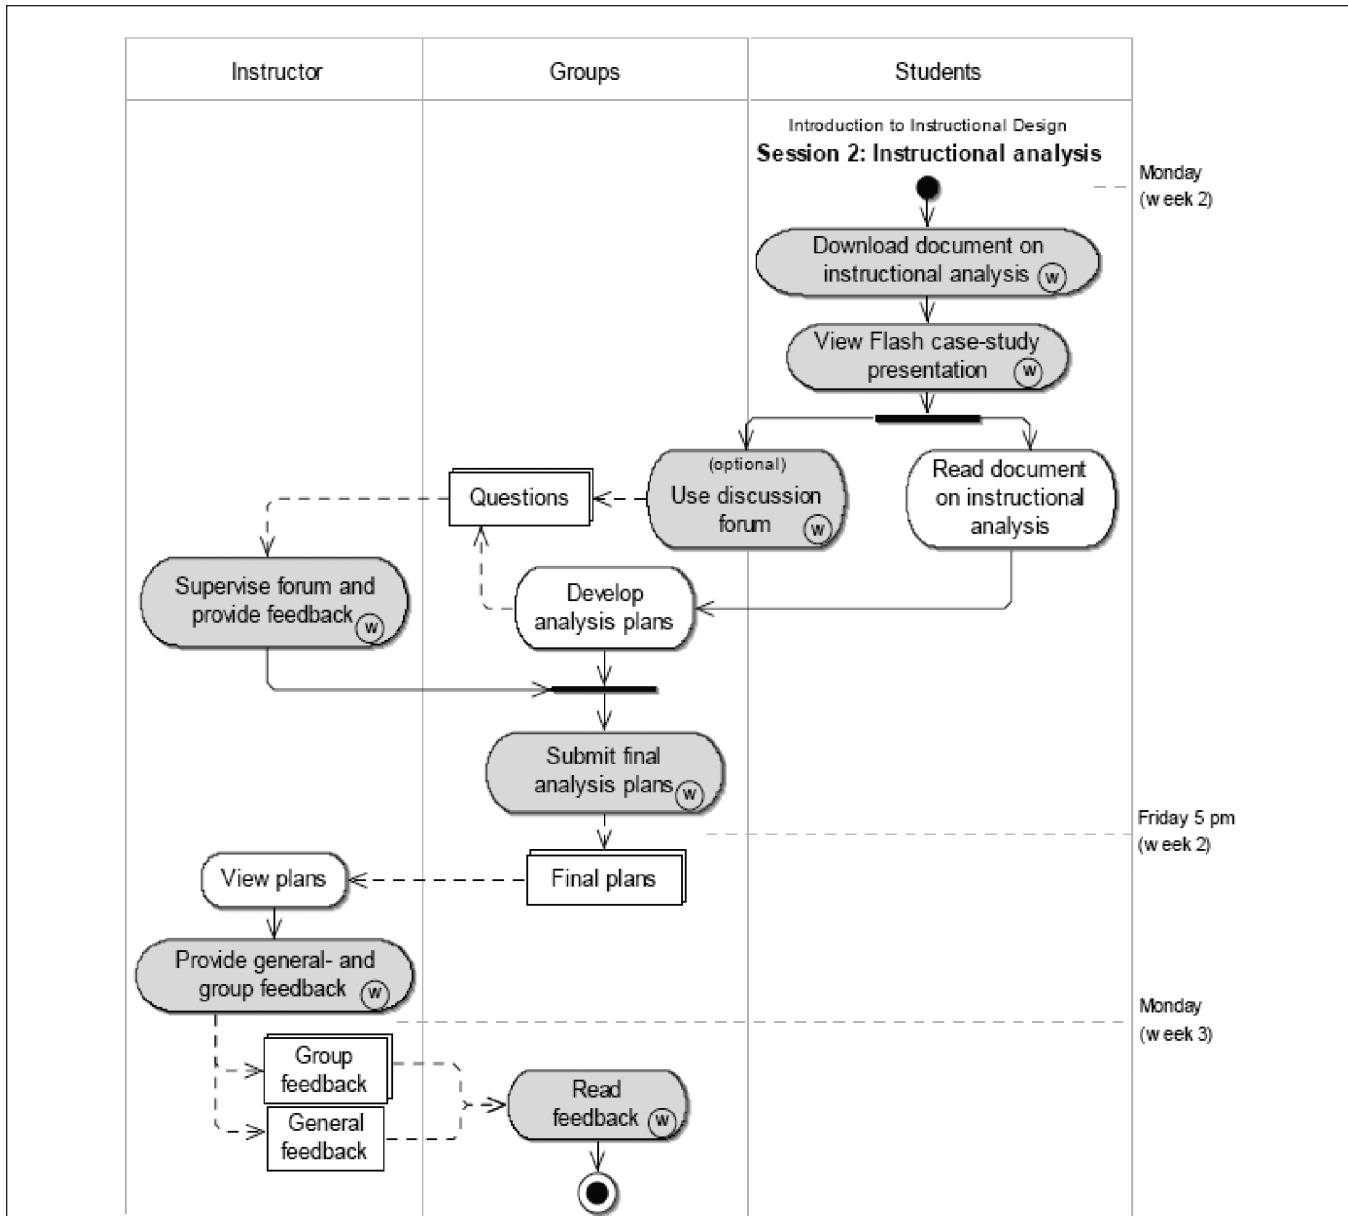 Instructor
Groups
Students
Introduction to Instructional Design
Session 2: Instructional analysis
Monday
(week 2)
Download document on
instructional analysis
W
View Flash case-study
presentation
W
(optional)
Use discussion
forum
W
Read document
on instructional
analysis
Questions
Supervise forum and
provide feedback
W
Develop
analysis plans
Submit final
analysis plans
W
Friday 5 pm
(week 2)
View plans
Final plans
Provide general- and
group feedback
W
Monday
(week 3)
Group
feedback
General
feedback
Read
feedback
W